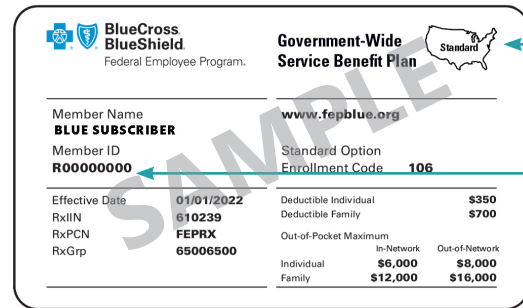 BlueCross
BlueShield
Federal Employee Program.
Government-Wide
Service Benefit Plan
Standard
Member Name
BLUE SUBSCRIBER
Member ID
R00000000
www.fepblue.org
Standard Option
Enrollment Code 106
SAMPLE
Effective Date 01/01/2022
RxIIN 610239
RxPCN FEPRX
RxGrp 65006500
Deductible Individual $350
Deductible Family $700
Out-of-Pocket Maximum
In-Network Out-of-Network
Individual $6,000 $8,000
Family $12,000 $16,000